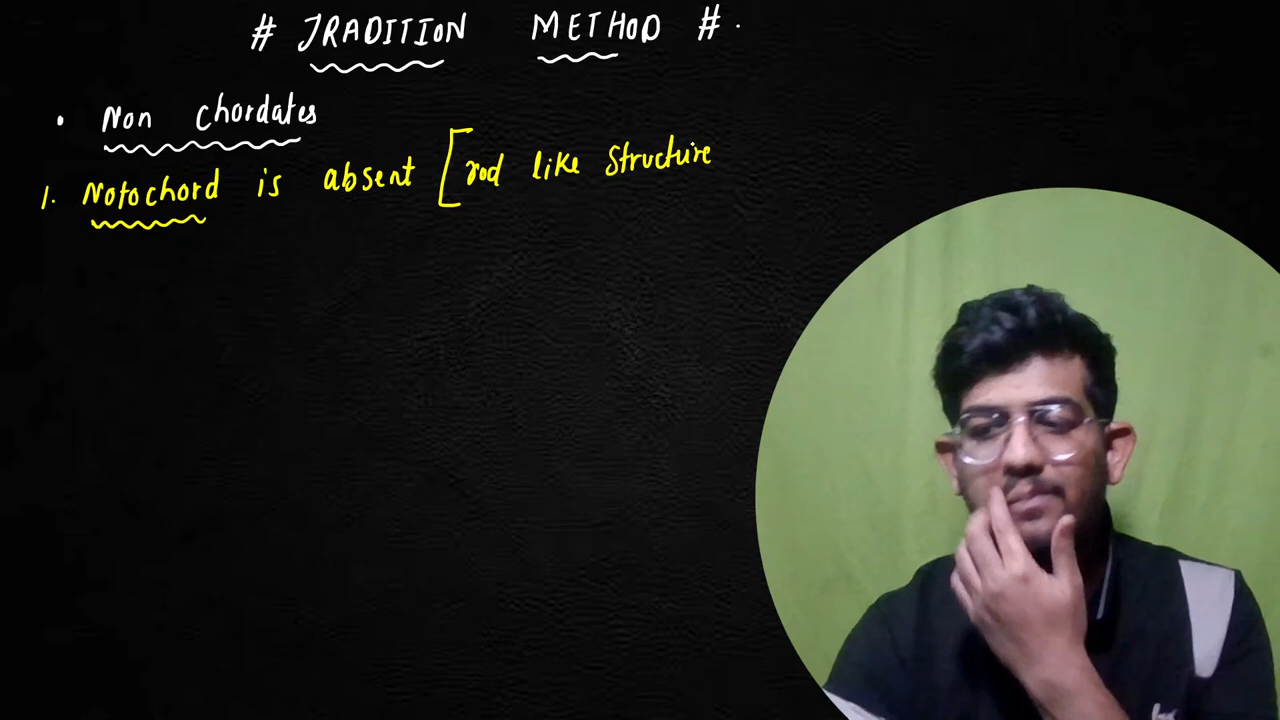 # TRADITION METHOD # .
• Non Chordates
1. Notochord is absent [rod like Structure